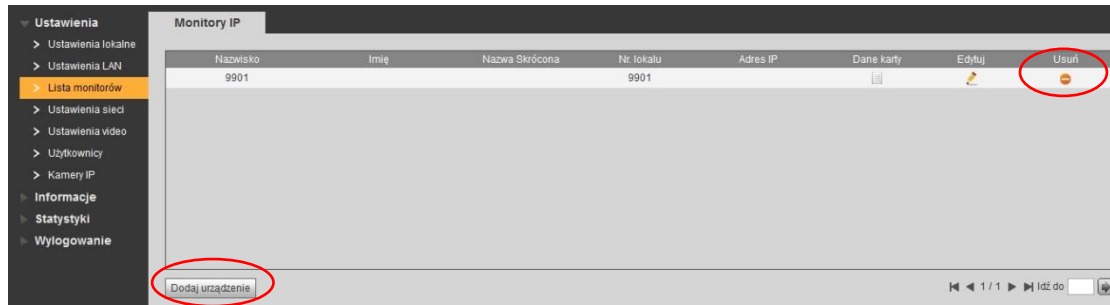 Ustawienia
Ustawienia lokalne
Ustawienia LAN
Lista monitorów
Ustawienia sieci
Ustawienia video
Użytkownicy
Kamery IP
Informacje
Statystyki
Wylogowanie
Monitory IP
Nazwisko Imię Nazwa Skrócona Nr. lokalu Adres IP Dane karty Edytuj Usuń
9901 9901
Dodaj urządzenie 1 / 1 Idź do